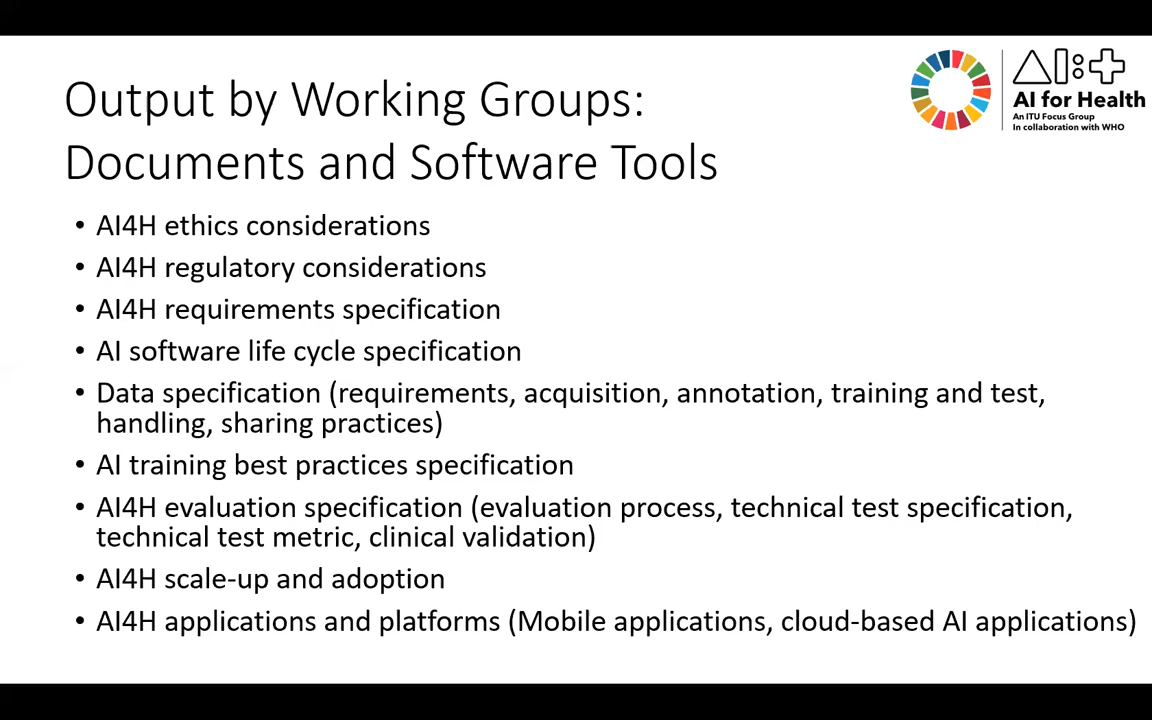 Output by Working Groups:
Documents and Software Tools
AI for Health
An ITU Focus Group
In collaboration with WHO
• AI4H ethics considerations
• AI4H regulatory considerations
• AI4H requirements specification
• AI software life cycle specification
• Data specification (requirements, acquisition, annotation, training and test,
handling, sharing practices)
• AI training best practices specification
• AI4H evaluation specification (evaluation process, technical test specification,
technical test metric, clinical validation)
• AI4H scale-up and adoption
• AI4H applications and platforms (Mobile applications, cloud-based AI applications)